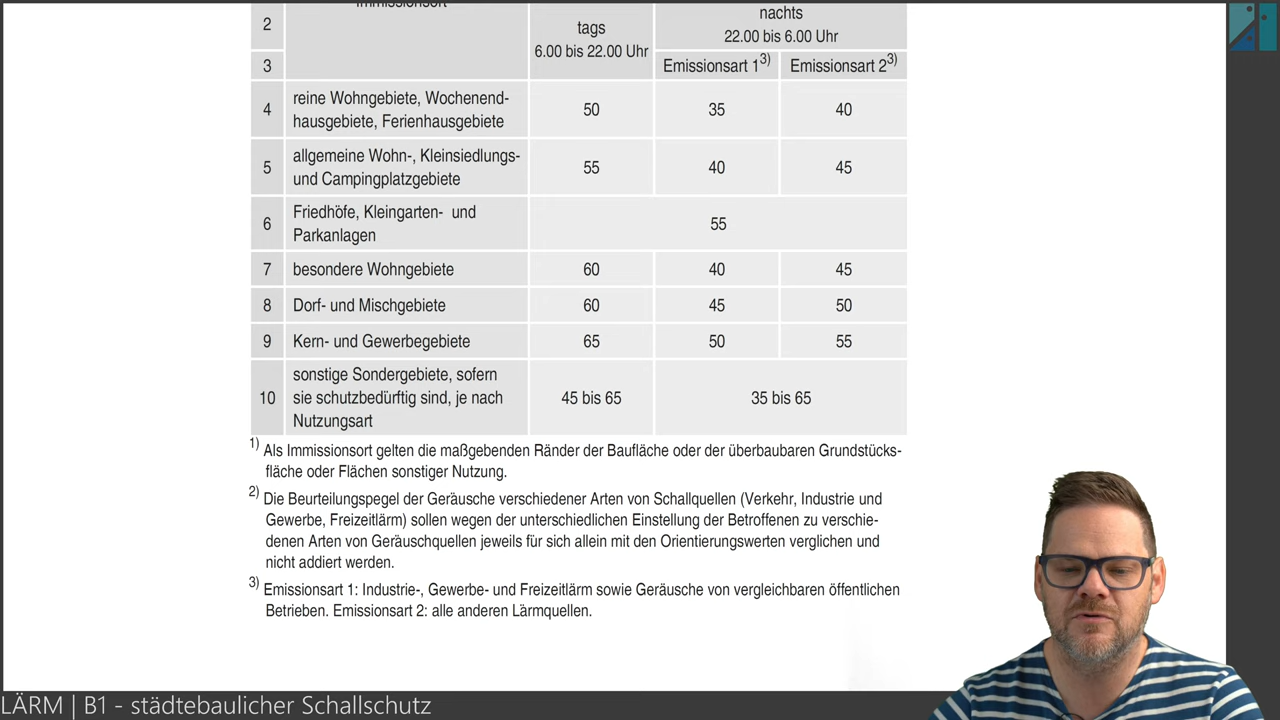 Immissionsort
nachts
2
tags
22.00 bis 6.00 Uhr
6.00 bis 22.00 Uhr
3
Emissionsart 1³⁾
Emissionsart 2³⁾
4
reine Wohngebiete, Wochenend-
hausgebiete, Ferienhausgebiete
50
35
40
5
allgemeine Wohn-, Kleinsiedlungs-
und Campingplatzgebiete
55
40
45
6
Friedhöfe, Kleingarten- und
Parkanlagen
55
7
besondere Wohngebiete
60
40
45
8
Dorf- und Mischgebiete
60
45
50
9
Kern- und Gewerbegebiete
65
50
55
10
sonstige Sondergebiete, sofern
sie schutzbedürftig sind, je nach
Nutzungsart
45 bis 65
35 bis 65
¹⁾ Als Immissionsort gelten die maßgebenden Ränder der Baufläche oder der überbaubaren Grundstücks-
fläche oder Flächen sonstiger Nutzung.
²⁾ Die Beurteilungspegel der Geräusche verschiedener Arten von Schallquellen (Verkehr, Industrie und
Gewerbe, Freizeitlärm) sollen wegen der unterschiedlichen Einstellung der Betroffenen zu verschie-
denen Arten von Geräuschquellen jeweils für sich allein mit den Orientierungswerten verglichen und
nicht addiert werden.
³⁾ Emissionsart 1: Industrie-, Gewerbe- und Freizeitlärm sowie Geräusche von vergleichbaren öffentlichen
Betrieben. Emissionsart 2: alle anderen Lärmquellen.
LÄRM | B1 - städtebaulicher Schallschutz